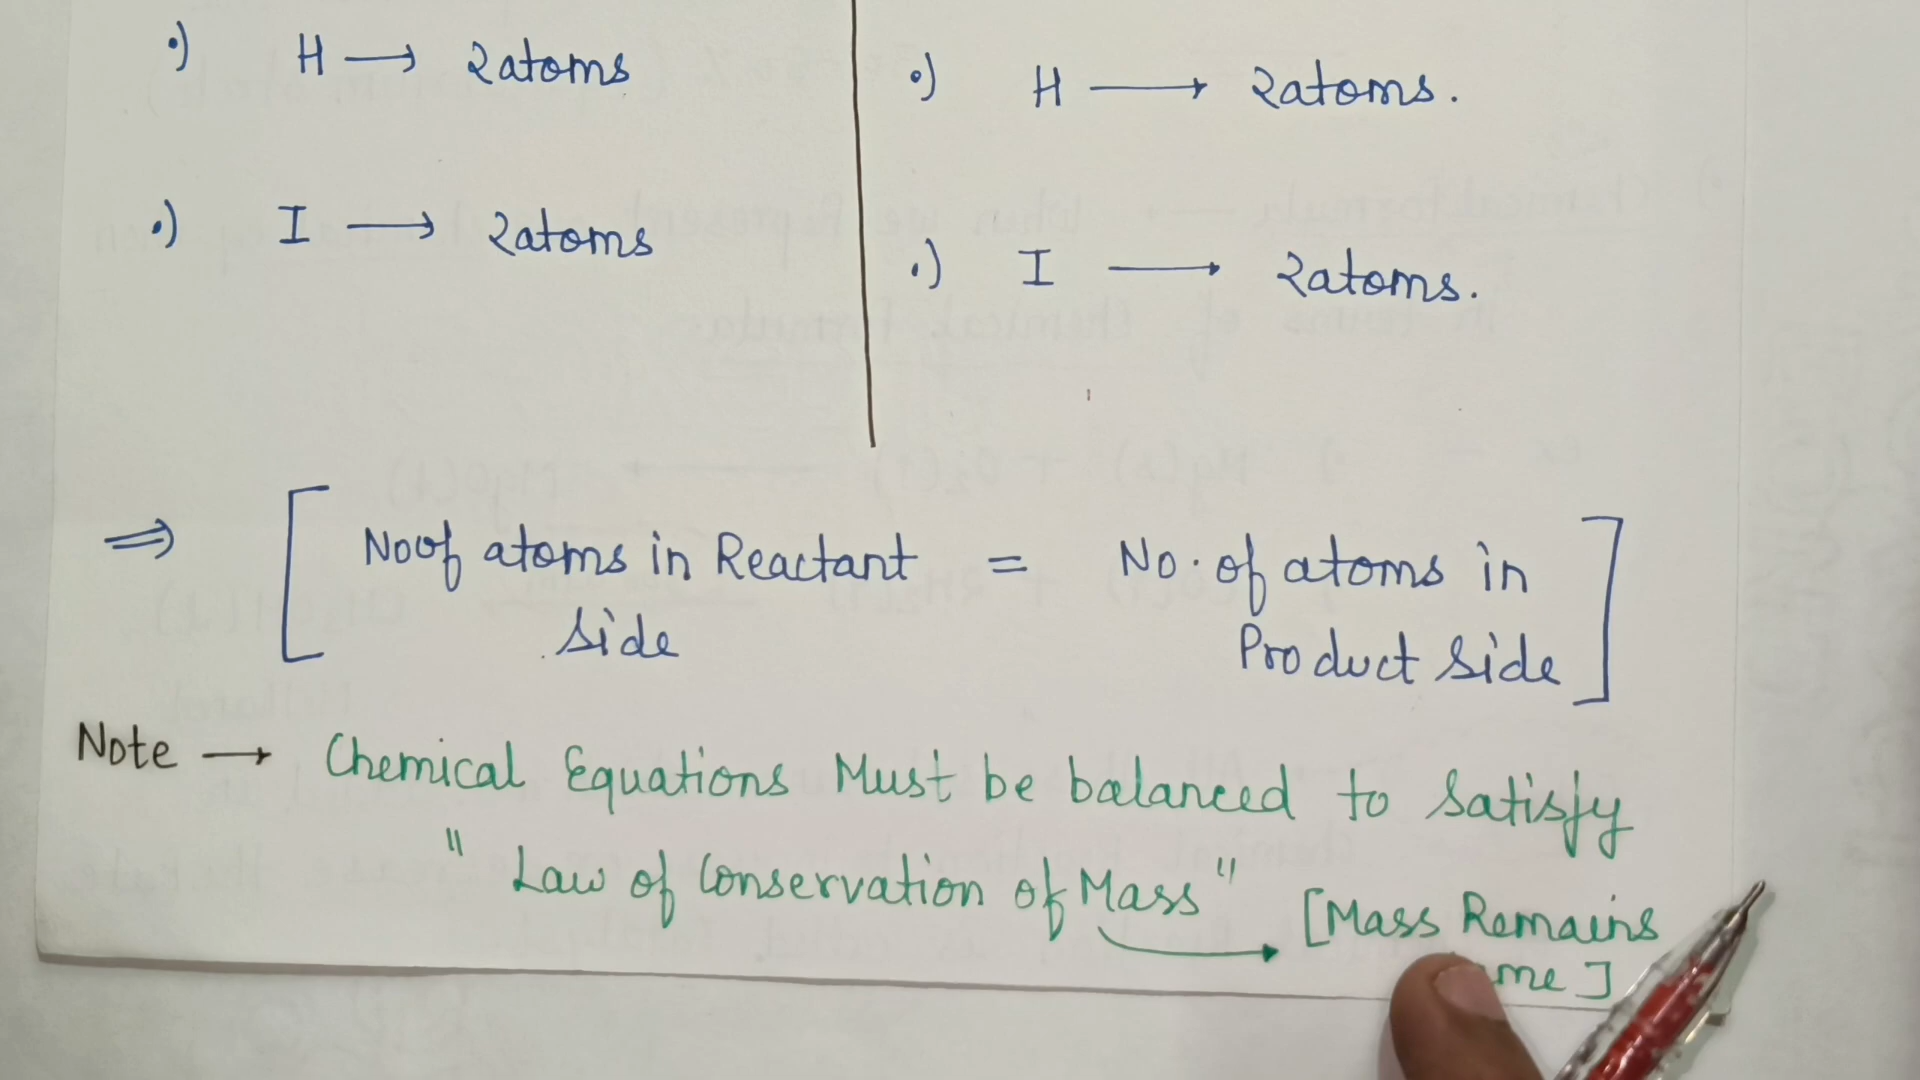 •) H → 2atoms
•) I → 2atoms
•) H → 2atoms.
•) I → 2atoms.
⇒ [ No of atoms in Reactant = No. of atoms in
side Product side ]
Note → Chemical Equations Must be balanced to satisfy
" Law of Conservation of Mass" → [Mass Remains
me]